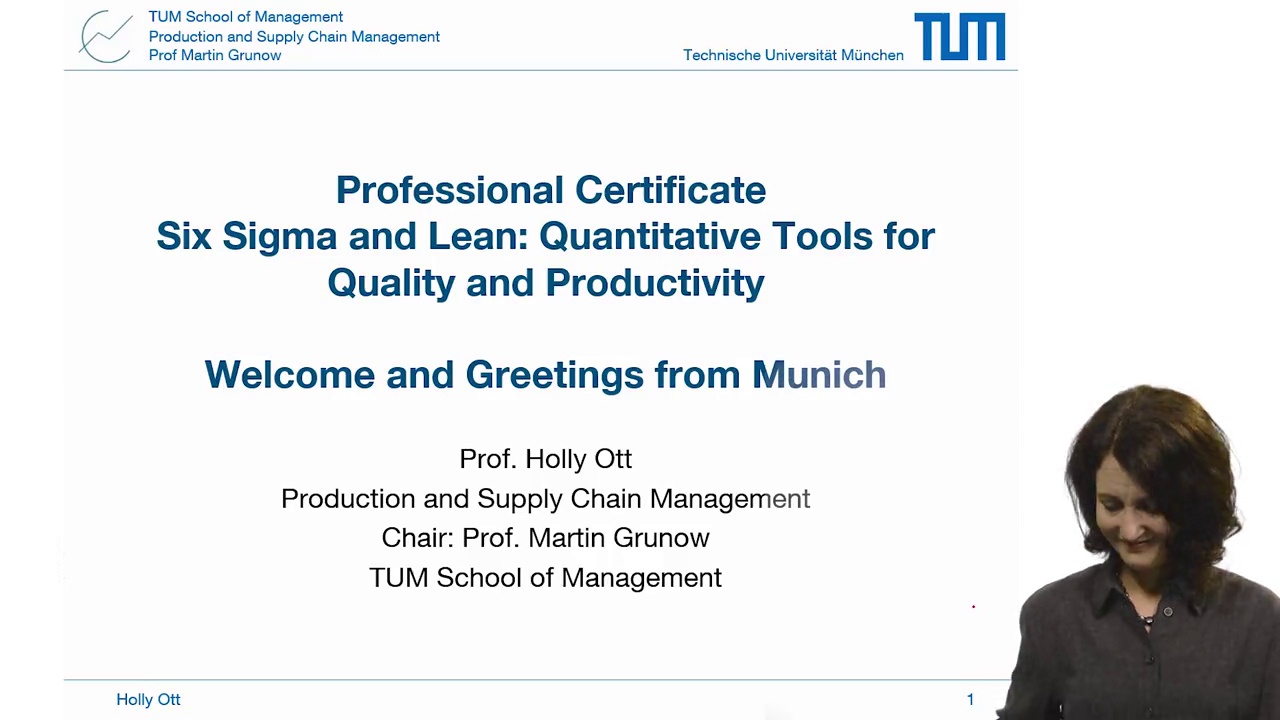 TUM School of Management
Production and Supply Chain Management
Prof Martin Grunow
Technische Universität München
TUM
Professional Certificate
Six Sigma and Lean: Quantitative Tools for
Quality and Productivity
Welcome and Greetings from Munich
Prof. Holly Ott
Production and Supply Chain Management
Chair: Prof. Martin Grunow
TUM School of Management
Holly Ott
1